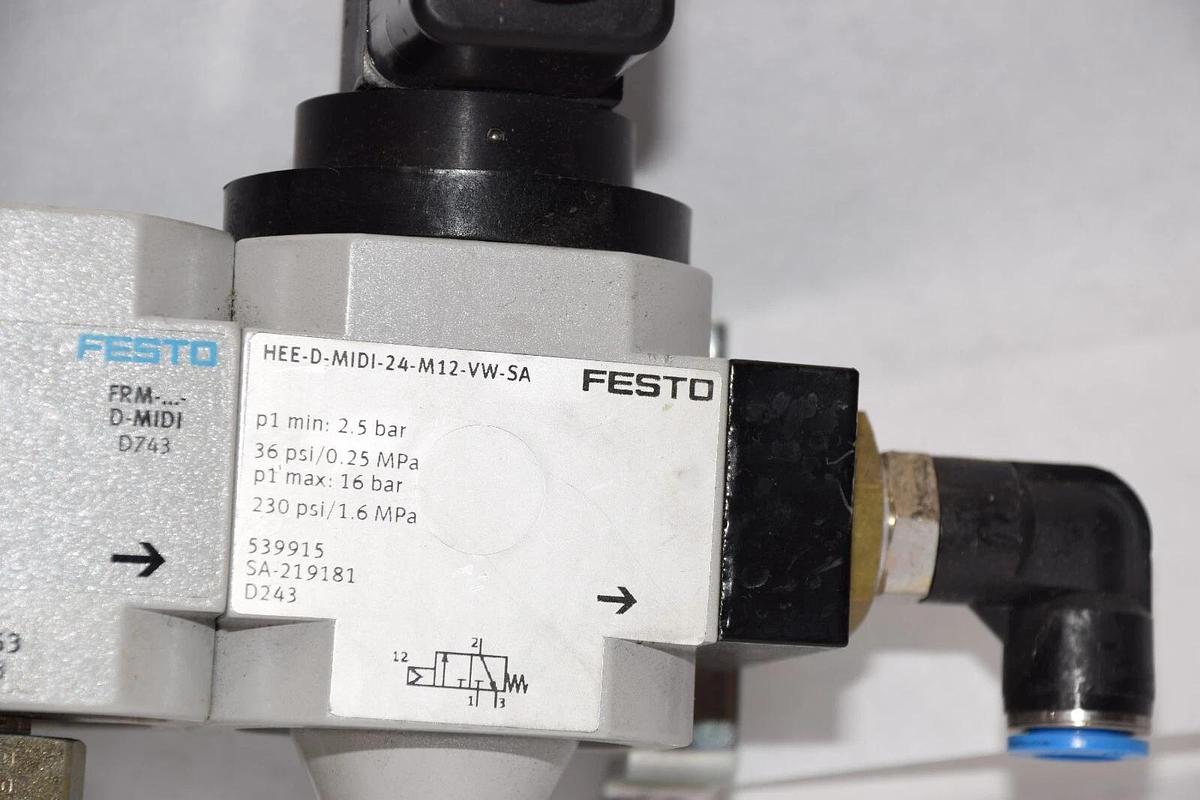 FESTO
FRM-...-
D-MIDI
D743
HEE-D-MIDI-24-M12-VW-SA
FESTO
p1 min: 2.5 bar
36 psi/0.25 MPa
p1 max: 16 bar
230 psi/1.6 MPa
539915
SA-219181
D243
12
2
1 3